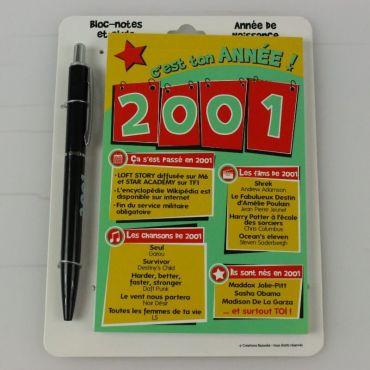 Bloc-notes
et stylo
Année de
Naissance
C'est ton ANNÉE !
2001
Ça s'est passé en 2001
• LOFT STORY diffusée sur M6
et STAR ACADEMY sur TF1
• L'encyclopédie Wikipédia est
disponible sur internet
• Fin du service militaire
obligatoire
Les films de 2001
Shrek
Andrew Adamson
Le Fabuleux Destin
d'Amélie Poulain
Jean Pierre Jeunet
Harry Potter à l'école
des sorciers
Chris Columbus
Ocean's eleven
Steven Soderbergh
Les chansons de 2001
Seul
Garou
Survivor
Destiny's Child
Harder, better,
faster, stronger
Daft Punk
Le vent nous portera
Noir Désir
Toutes les femmes de ta vie
L5
Ils sont nés en 2001
Maddox Jolie-Pitt
Sasha Obama
Madison De La Garza
... et surtout TOI !
2001